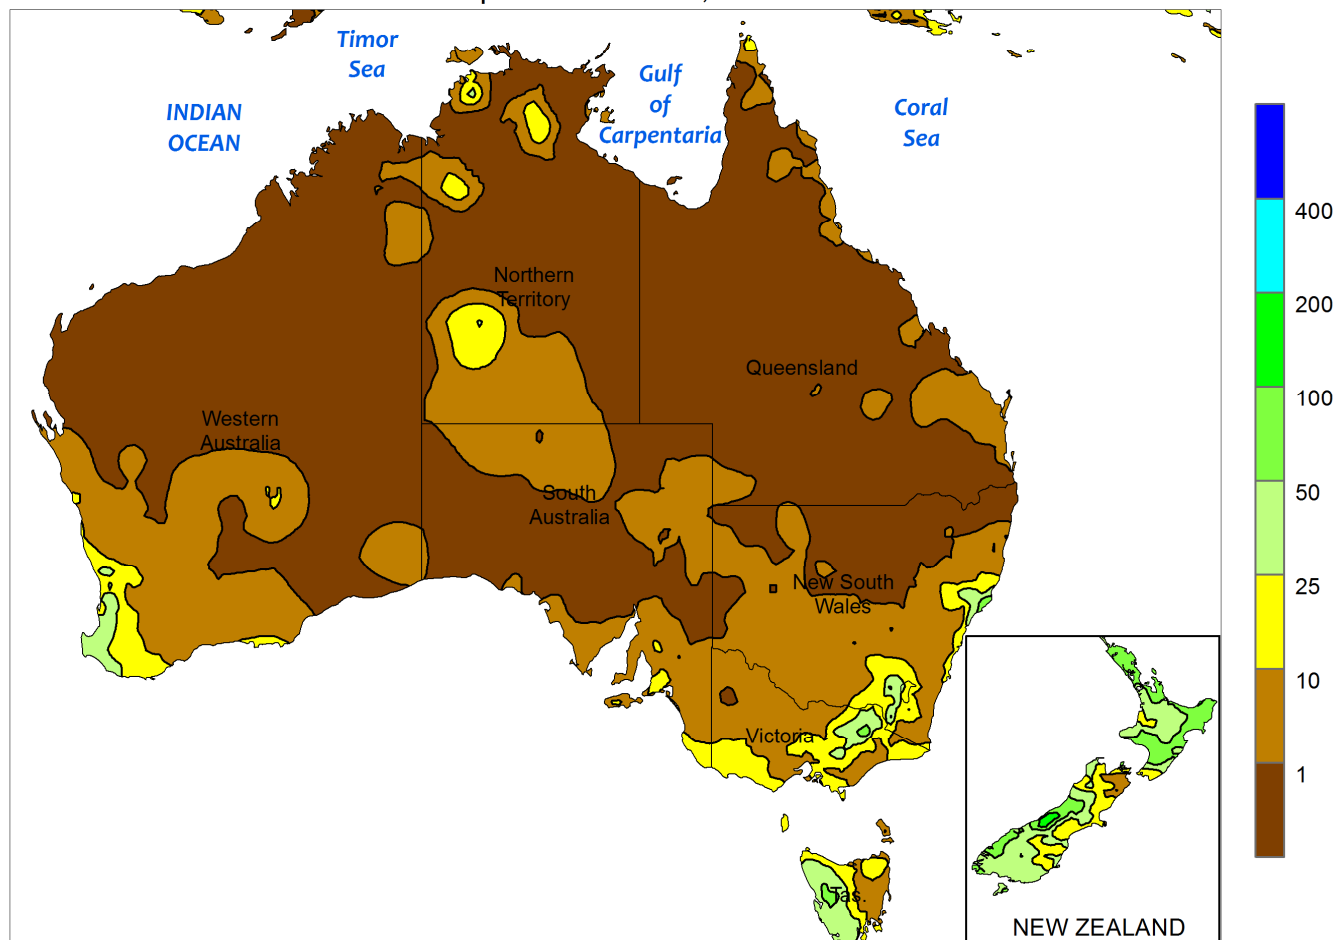 Timor
Sea
INDIAN
OCEAN
Gulf
of
Carpentaria
Coral
Sea
Northern
Territory
Queensland
Western
Australia
South
Australia
New South
Wales
Victoria
Tas.
NEW ZEALAND
400
200
100
50
25
10
1